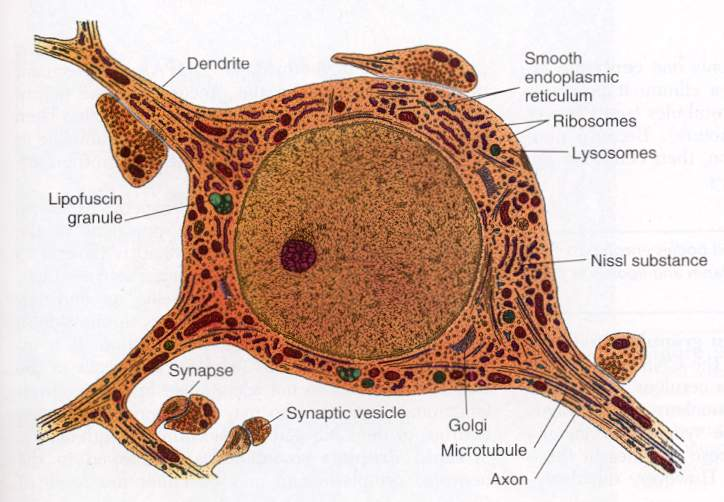 Dendrite
Smooth
endoplasmic
reticulum
Ribosomes
Lysosomes
Lipofuscin
granule
Nissl substance
Synapse
Synaptic vesicle
Golgi
Microtubule
Axon